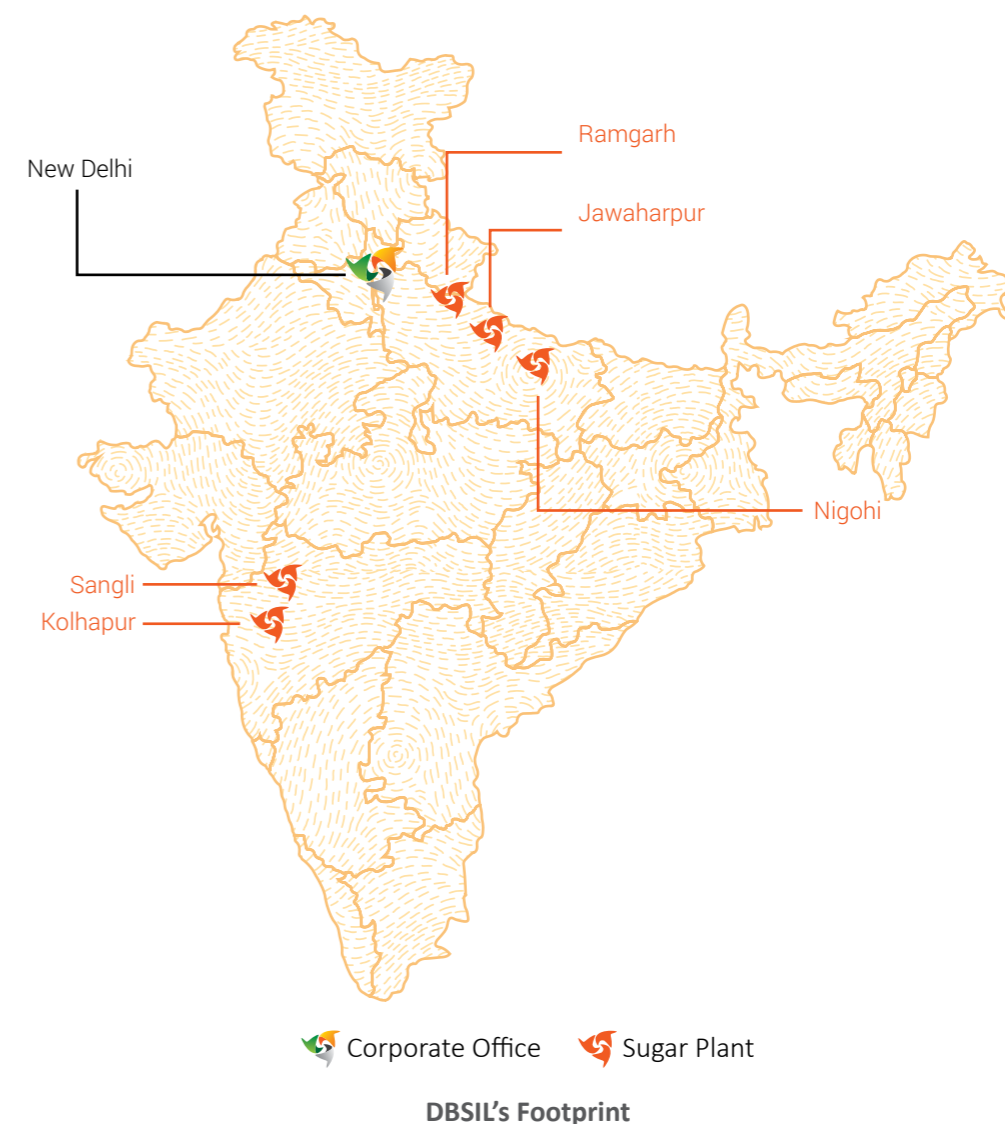 Ramgarh
New Delhi
Jawaharpur
Nigohi
Sangli
Kolhapur
Corporate Office
Sugar Plant
DBSIL’s Footprint